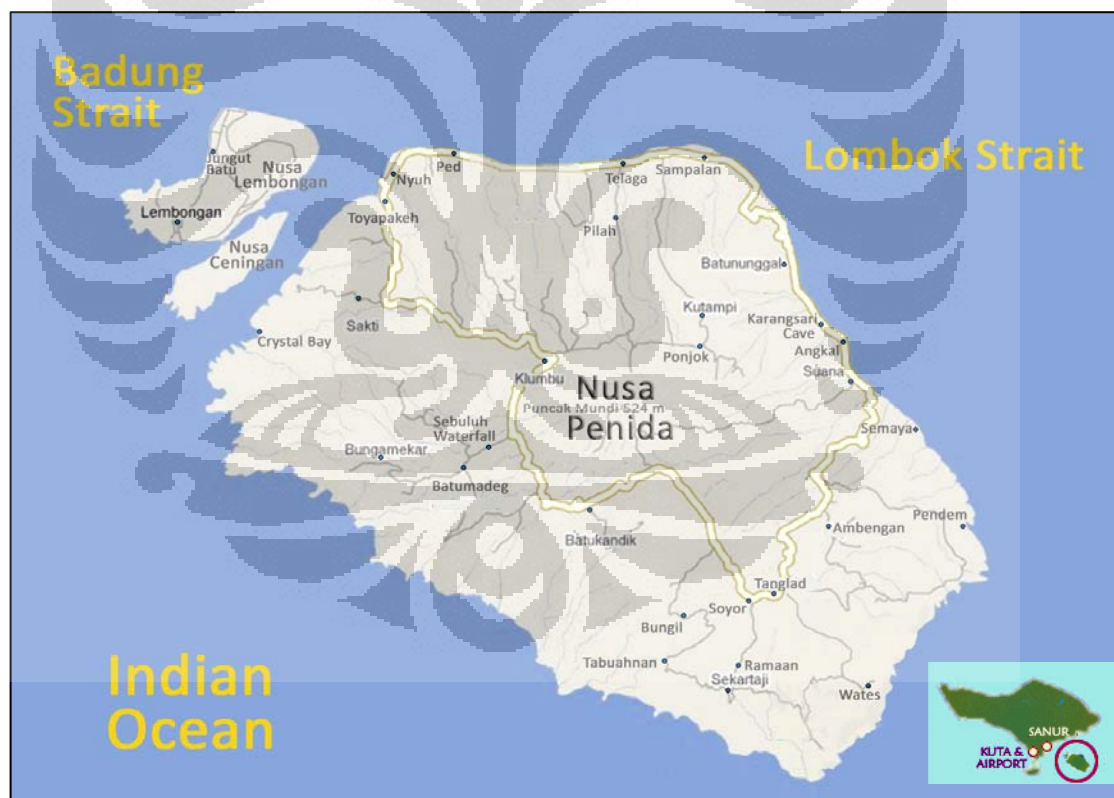 Badung
Strait
Lombok Strait
Jungut
Batu
Nusa
Lembongan
Lembongan
Nusa
Ceningan
Ped
Nyuh
Toyapakeh
Telaga
Sampalan
Pilah
Batununggal
Sakti
Crystal Bay
Kutampi
Ponjok
Karangsari
Cave
Angkal
Suana
Klumbu
Nusa
Puncak Mundi 524 m
Penida
Sebuluh
Waterfall
Bungamekar
Batumadeg
Semaya
Batukandik
Ambengan
Pendem
Tanglad
Soyor
Bungil
Tabuahnan
Ramaan
Sekartaji
Wates
Indian
Ocean
SANUR
KUTA &
AIRPORT